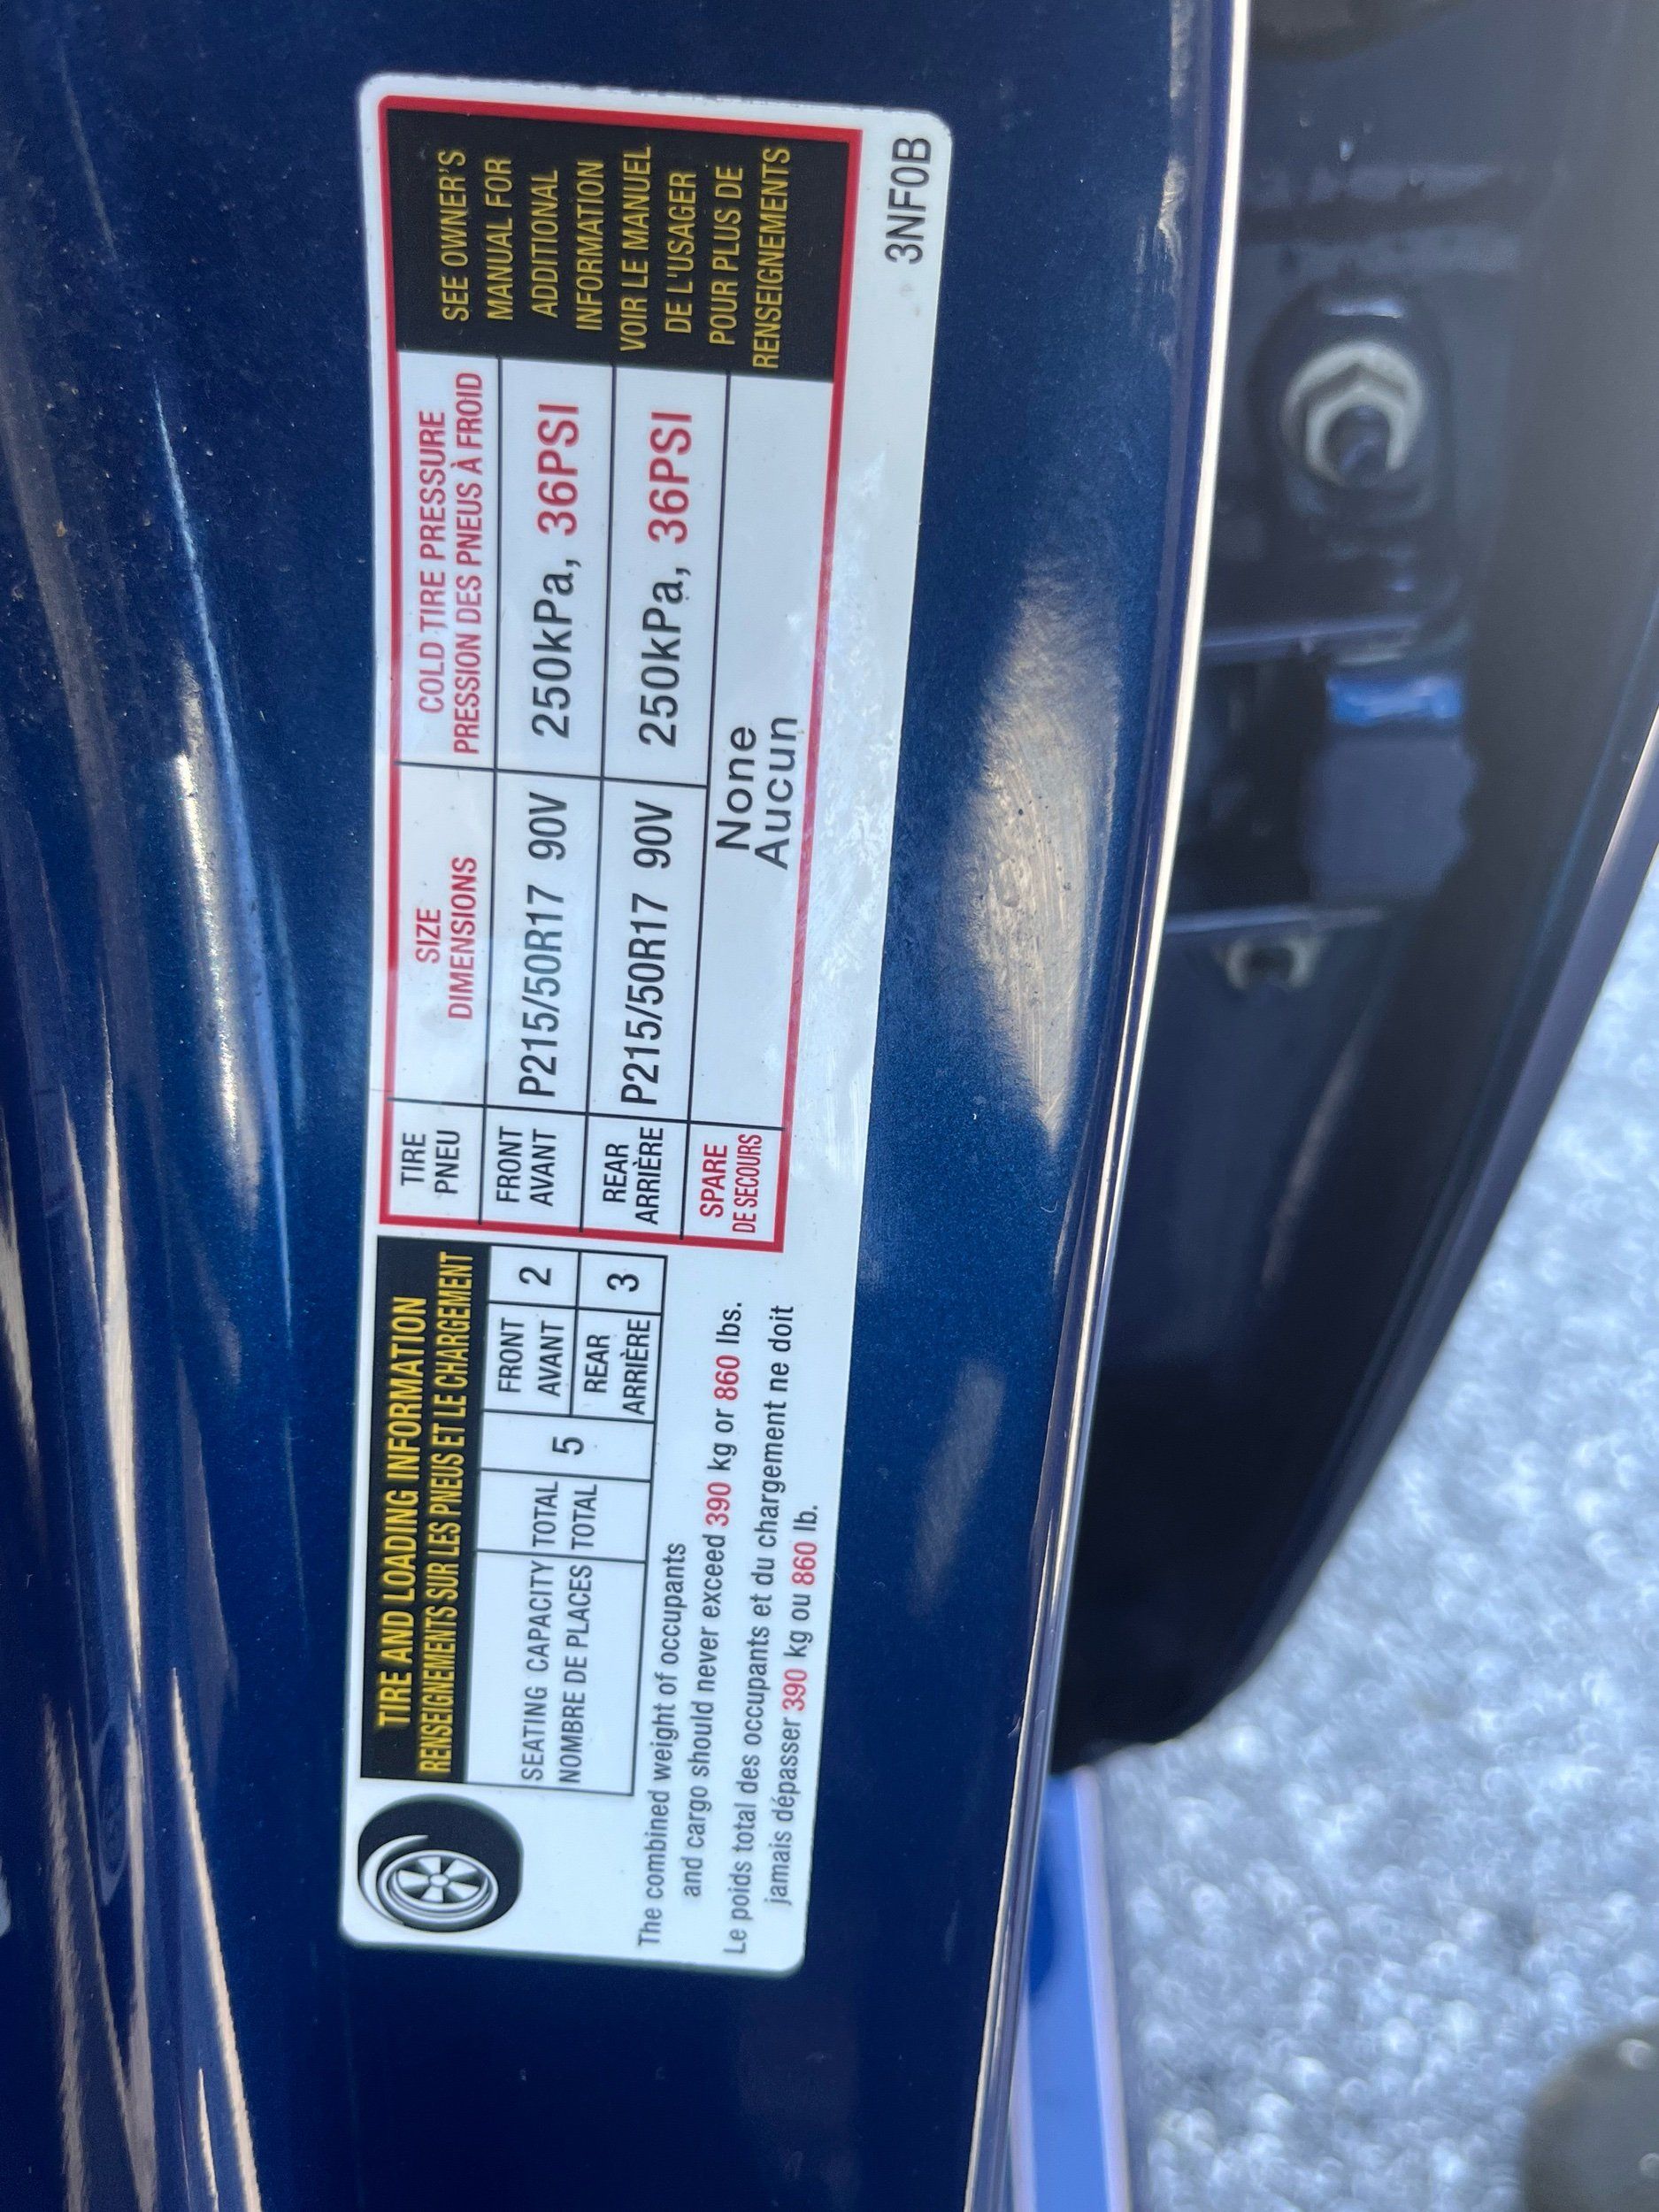 TIRE AND LOADING INFORMATION
RENSEIGNEMENTS SUR LES PNEUS ET LE CHARGEMENT
SEATING CAPACITY TOTAL
NOMBRE DE PLACES TOTAL
5
FRONT
AVANT
2
REAR
ARRIÈRE
3
The combined weight of occupants
and cargo should never exceed 390 kg or 860 lbs.
Le poids total des occupants et du chargement ne doit
jamais dépasser 390 kg ou 860 lb.
TIRE
PNEU
SIZE
DIMENSIONS
COLD TIRE PRESSURE
PRESSION DES PNEUS À FROID
FRONT
AVANT
P215/50R17 90V
250kPa, 36PSI
REAR
ARRIÈRE
P215/50R17 90V
250kPa, 36PSI
SPARE
DE SECOURS
None
Aucun
SEE OWNER'S
MANUAL FOR
ADDITIONAL
INFORMATION
VOIR LE MANUEL
DE L'USAGER
POUR PLUS DE
RENSEIGNEMENTS
3NF0B